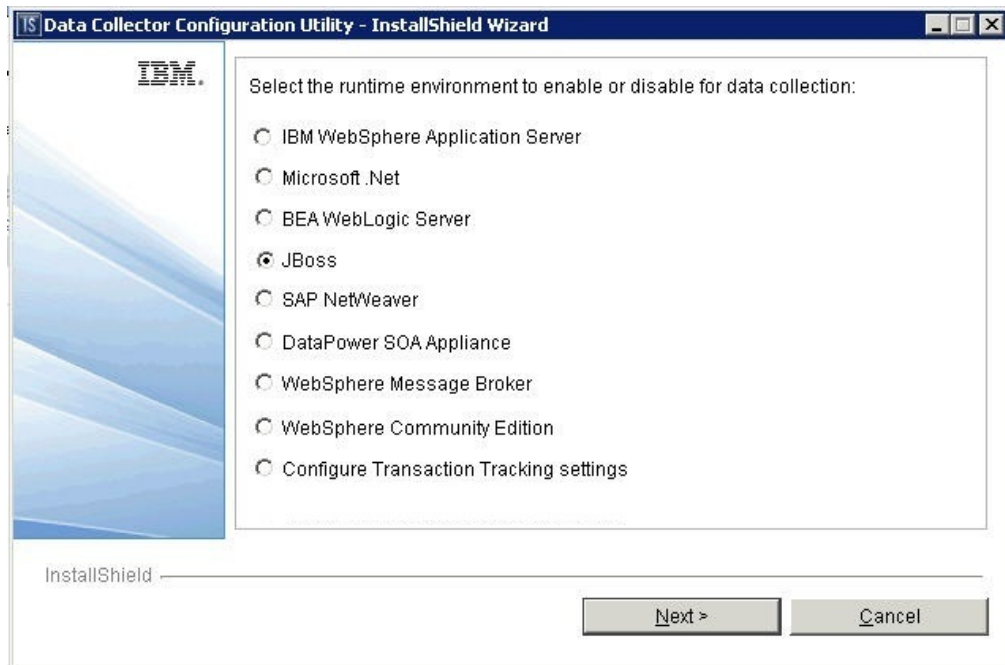 TS Data Collector Configuration Utility - InstallShield Wizard
IBM.
Select the runtime environment to enable or disable for data collection:
IBM WebSphere Application Server
Microsoft .Net
BEA WebLogic Server
JBoss
SAP NetWeaver
DataPower SOA Appliance
WebSphere Message Broker
WebSphere Community Edition
Configure Transaction Tracking settings
InstallShield
Next >
Cancel